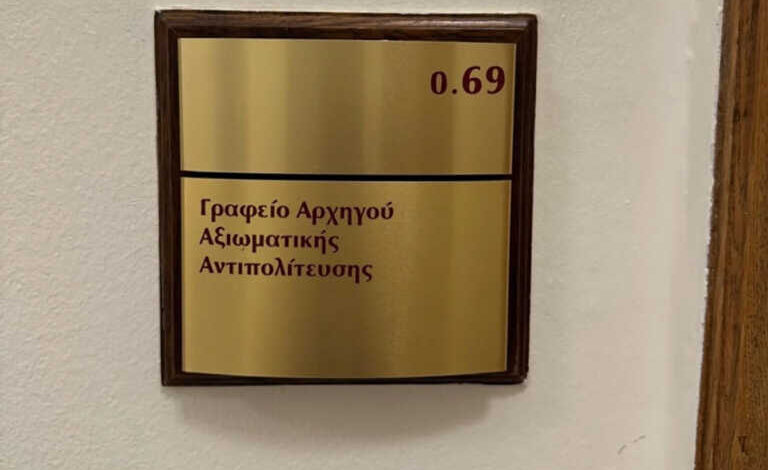 0.69
Γραφείο Αρχηγού
Αξιωματικής
Αντιπολίτευσης